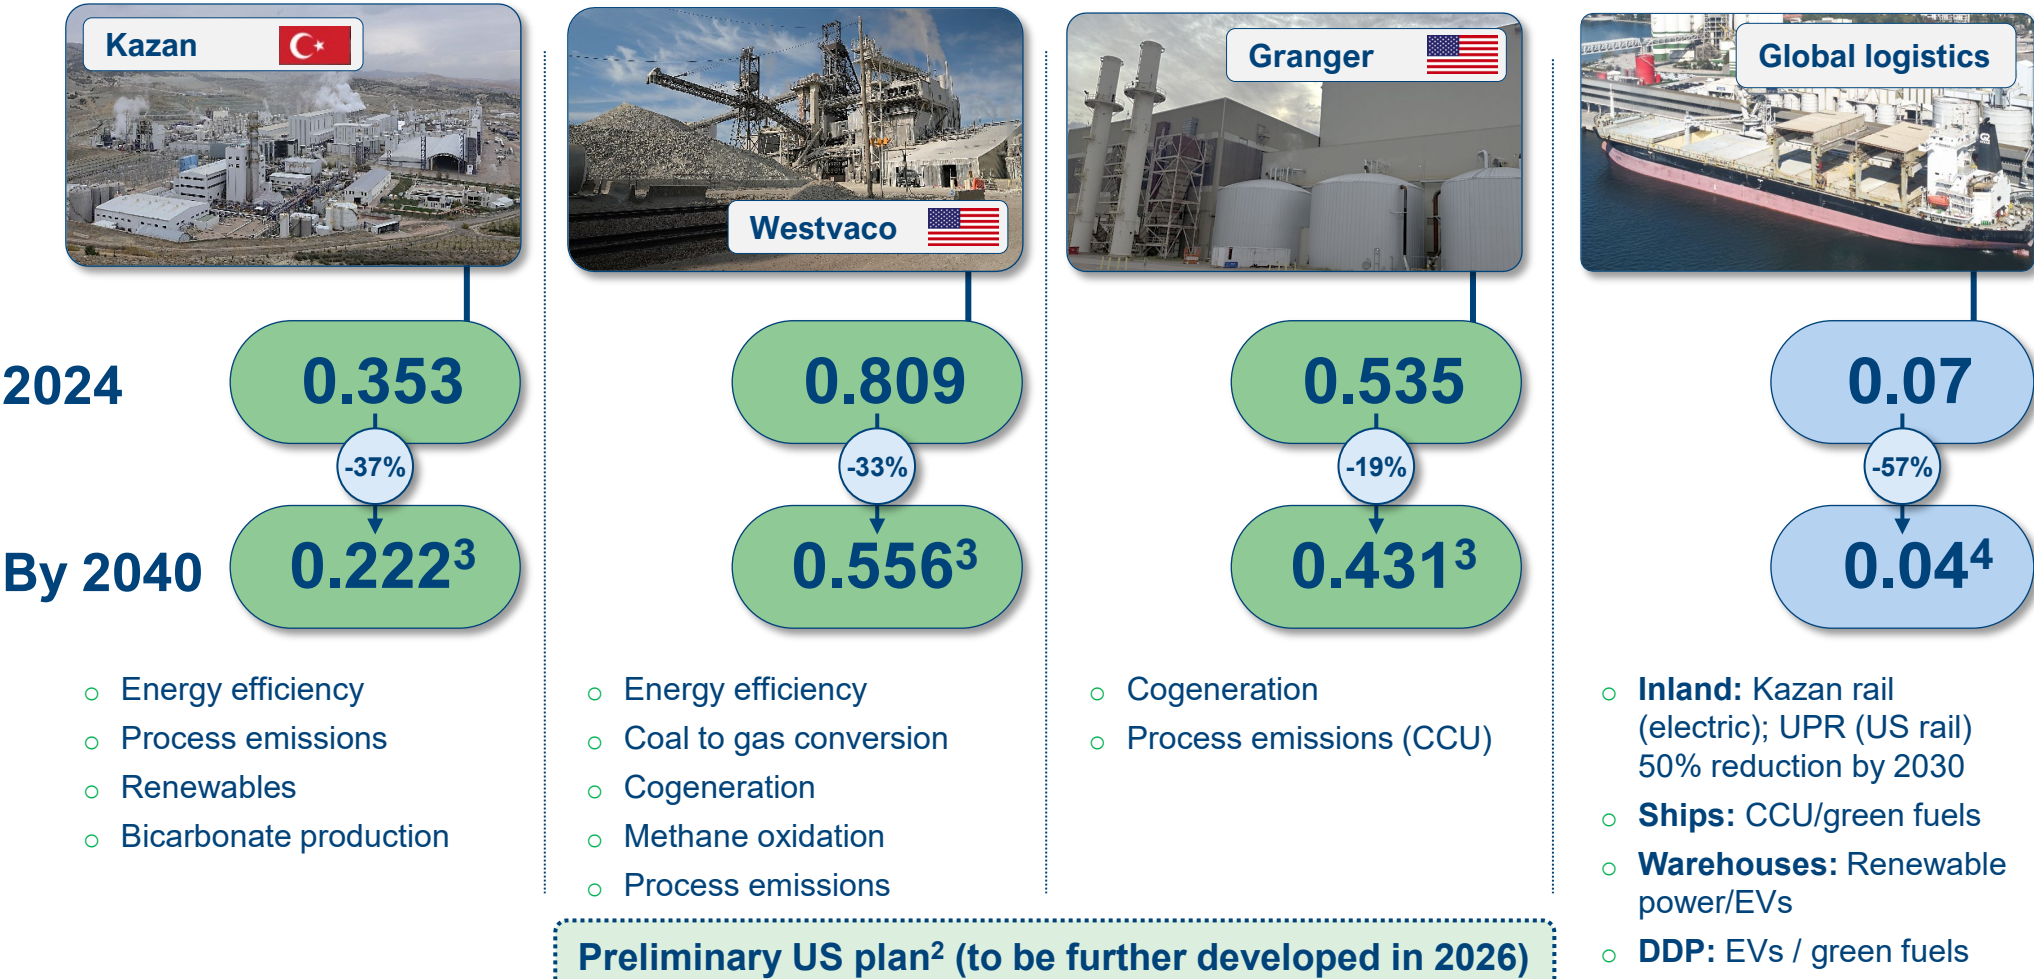 Kazan
Westvaco
Granger
Global logistics
2024
0.353
0.809
0.535
0.07
-37%
-33%
-19%
-57%
By 2040
0.222³
0.556³
0.431³
0.04⁴
Energy efficiency
Process emissions
Renewables
Bicarbonate production
Energy efficiency
Coal to gas conversion
Cogeneration
Methane oxidation
Process emissions
Cogeneration
Process emissions (CCU)
Inland: Kazan rail
(electric); UPR (US rail)
50% reduction by 2030
Ships: CCU/green fuels
Warehouses: Renewable
power/EVs
DDP: EVs / green fuels
Preliminary US plan² (to be further developed in 2026)